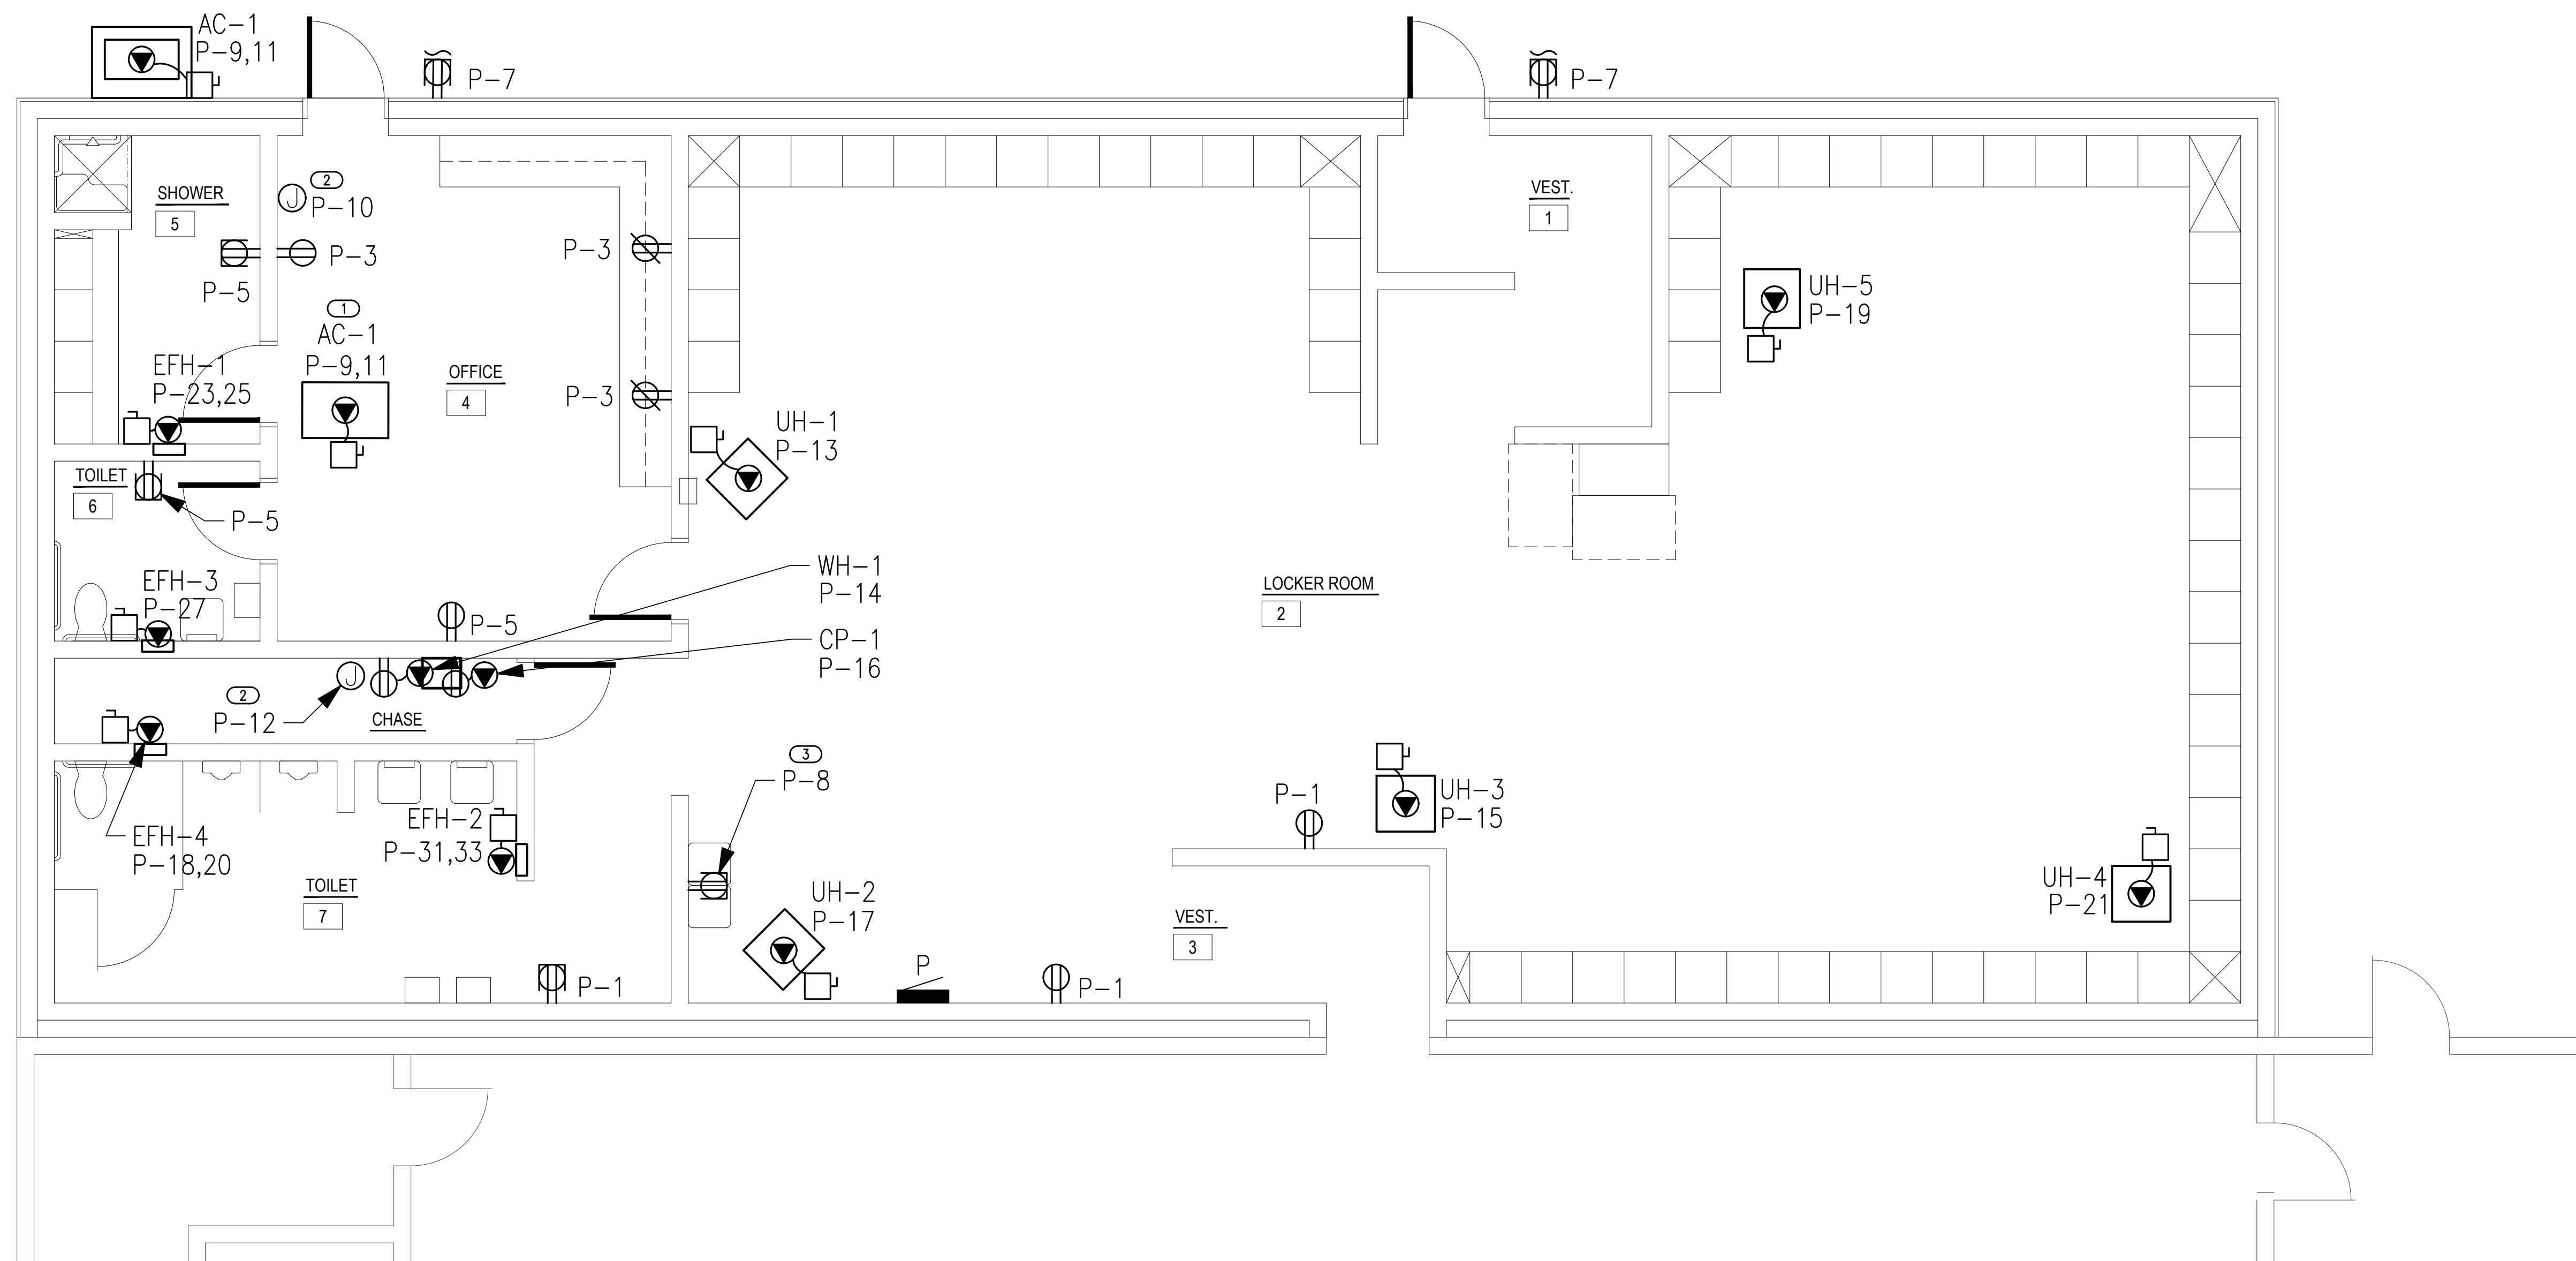 AC-1
P-9,11
P-7
P-7
SHOWER
5
2
J
P-10
VEST.
1
P-3
P-3
P-5
1
AC-1
P-9,11
UH-5
P-19
EFH-1
P-23,25
OFFICE
4
P-3
UH-1
P-13
TOILET
6
P-5
EFH-3
P-27
WH-1
P-14
LOCKER ROOM
2
P-5
CP-1
P-16
J
2
P-12
CHASE
3
P-8
UH-3
P-15
P-1
EFH-4
P-18,20
EFH-2
P-31,33
TOILET
7
UH-2
P-17
UH-4
P-21
VEST.
3
P
P-1
P-1